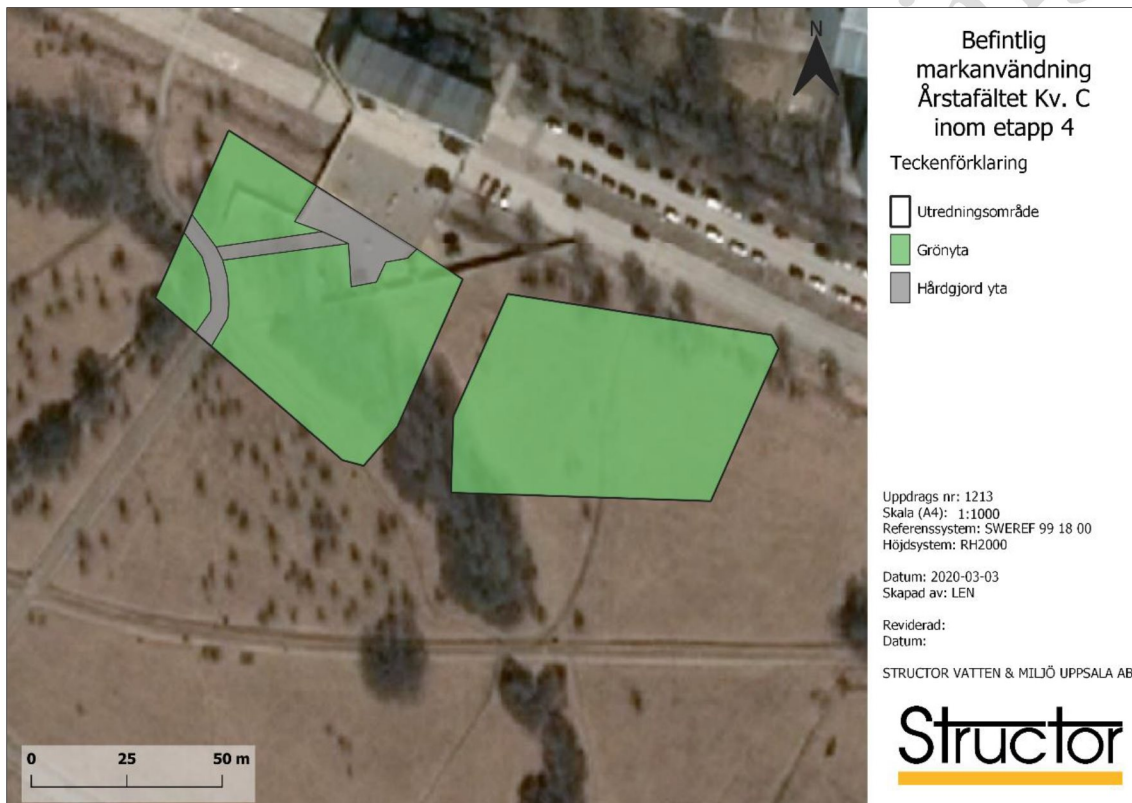 N
Befintlig
markanvändning
Årstafältet Kv. C
inom etapp 4
Teckenförklaring
Utredningsområde
Grönyta
Hårdgjord yta
Uppdrags nr: 1213
Skala (A4): 1:1000
Referenssystem: SWEREF 99 18 00
Höjdsystem: RH2000
Datum: 2020-03-03
Skapad av: LEN
Reviderad:
Datum:
STRUCTOR VATTEN & MILJÖ UPPSALA AB
Structor
0 25 50 m